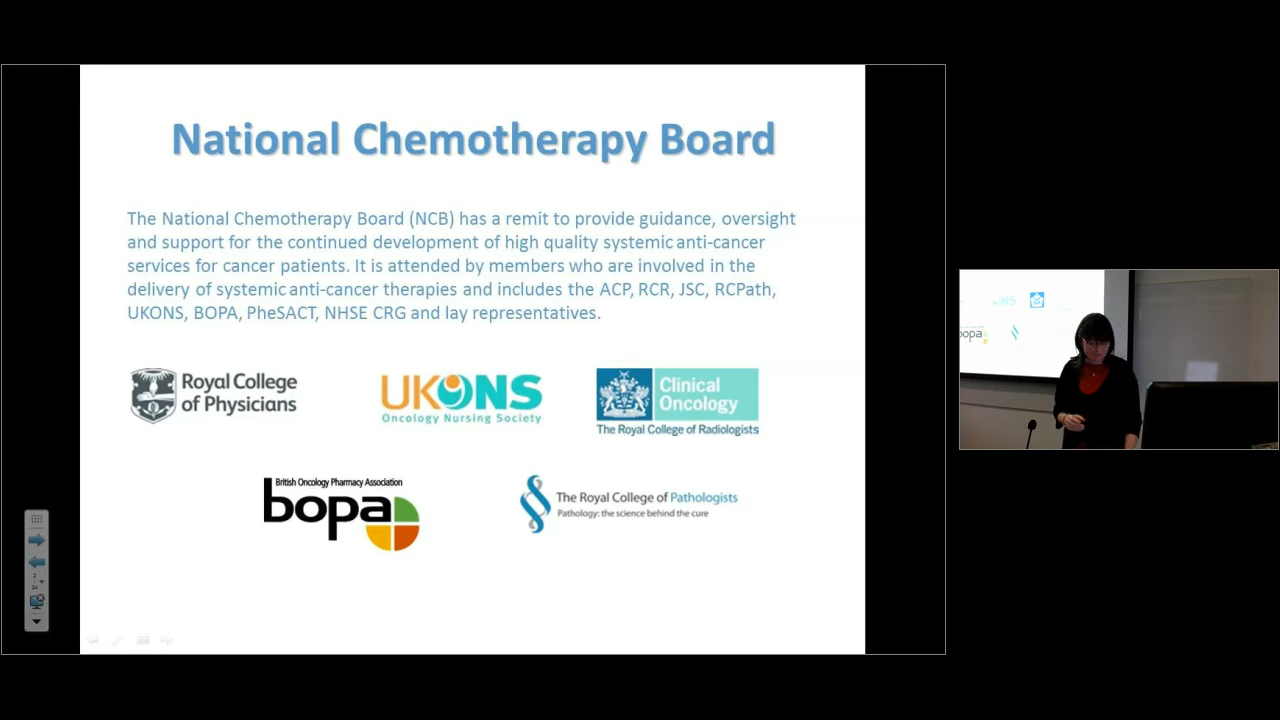 National Chemotherapy Board
The National Chemotherapy Board (NCB) has a remit to provide guidance, oversight
and support for the continued development of high quality systemic anti-cancer
services for cancer patients. It is attended by members who are involved in the
delivery of systemic anti-cancer therapies and includes the ACP, RCR, JSC, RCPath,
UKONS, BOPA, PheSACT, NHSE CRG and lay representatives.
Royal College
of Physicians
UKONS
Oncology Nursing Society
Clinical
Oncology
The Royal College of Radiologists
British Oncology Pharmacy Association
bopa
The Royal College of Pathologists
Pathology: the science behind the cure
NS
bopa